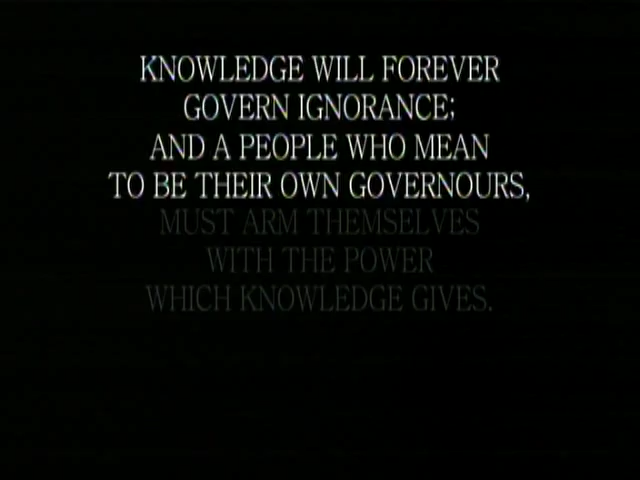 KNOWLEDGE WILL FOREVER
GOVERN IGNORANCE;
AND A PEOPLE WHO MEAN
TO BE THEIR OWN GOVERNOURS,
MUST ARM THEMSELVES
WITH THE POWER
WHICH KNOWLEDGE GIVES.